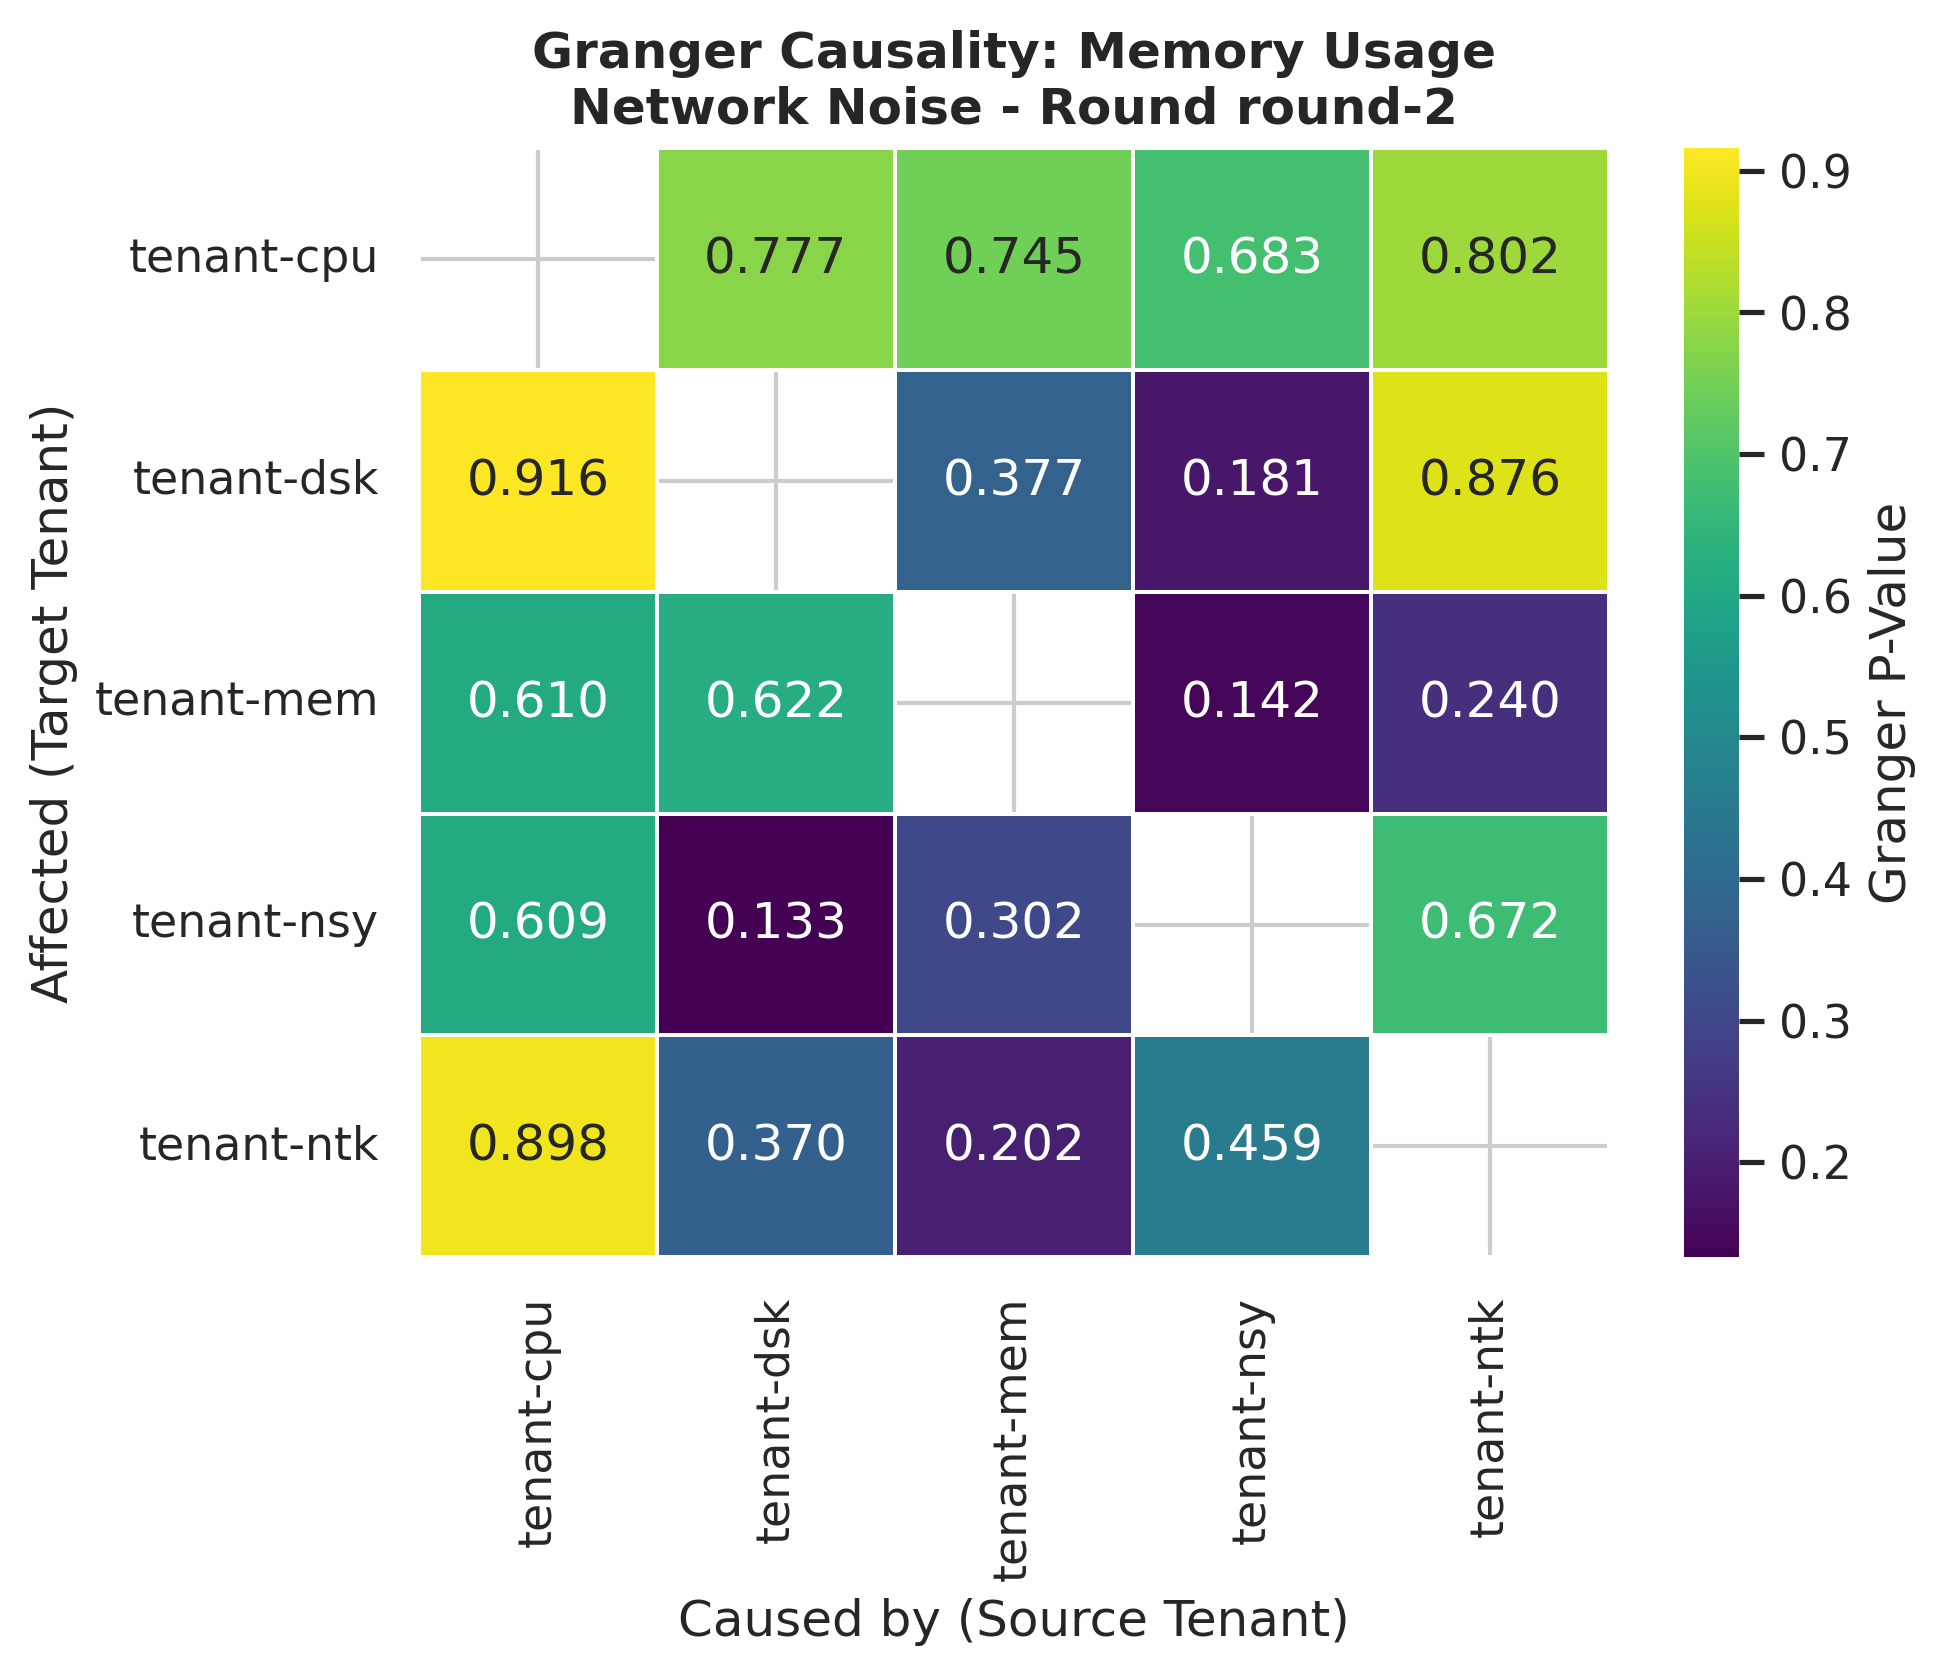 Granger Causality: Memory Usage
Network Noise - Round round-2
tenant-cpu
0.777 0.745 0.683 0.802
tenant-dsk
0.916 0.377 0.181 0.876
tenant-mem
0.610 0.622 0.142 0.240
tenant-nsy
0.609 0.133 0.302 0.672
tenant-ntk
0.898 0.370 0.202 0.459
Affected (Target Tenant)
tenant-cpu
tenant-dsk
tenant-mem
tenant-nsy
tenant-ntk
Caused by (Source Tenant)
0.9
0.8
0.7
0.6
0.5
0.4
0.3
0.2
Granger P-Value